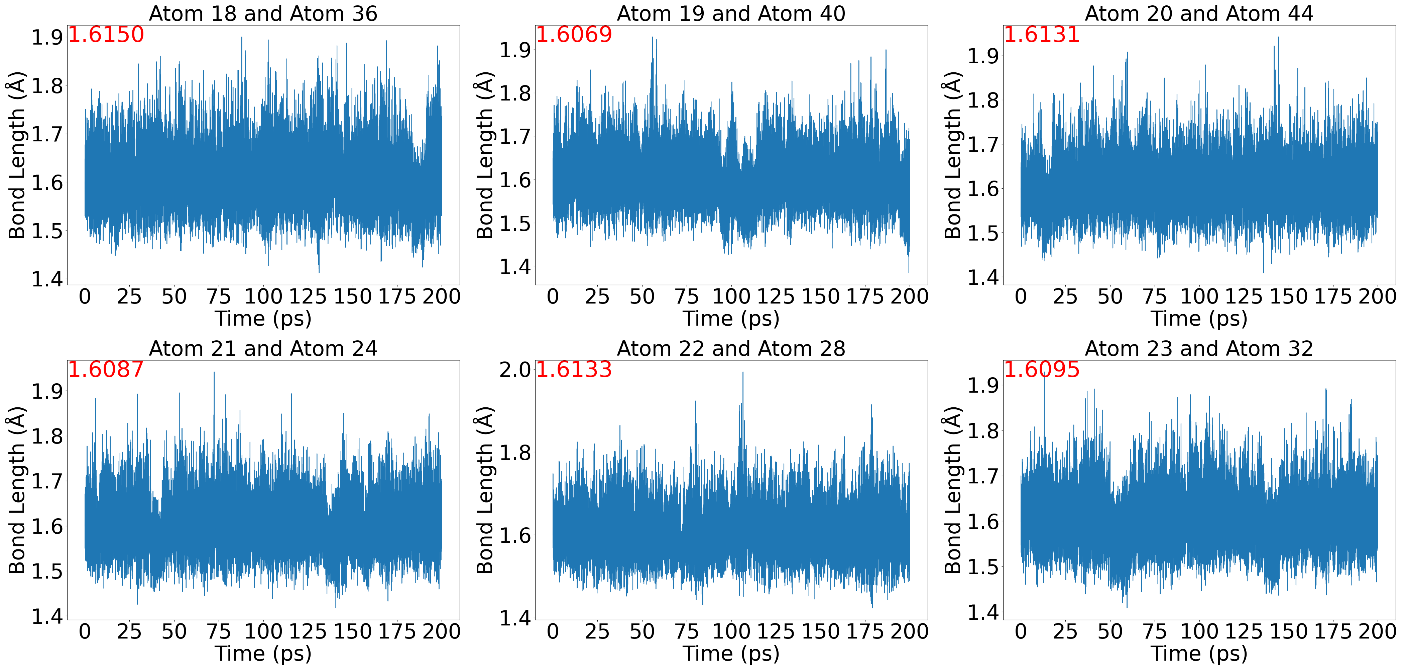 Atom 18 and Atom 36
1.6150
Bond Length (Å)
1.9
1.8
1.7
1.6
1.5
1.4
0 25 50 75 100 125 150 175 200
Time (ps)
Atom 19 and Atom 40
1.6069
Bond Length (Å)
1.9
1.8
1.7
1.6
1.5
1.4
0 25 50 75 100 125 150 175 200
Time (ps)
Atom 20 and Atom 44
1.6131
Bond Length (Å)
1.9
1.8
1.7
1.6
1.5
1.4
0 25 50 75 100 125 150 175 200
Time (ps)
Atom 21 and Atom 24
1.6087
Bond Length (Å)
1.9
1.8
1.7
1.6
1.5
1.4
0 25 50 75 100 125 150 175 200
Time (ps)
Atom 22 and Atom 28
1.6133
Bond Length (Å)
2.0
1.8
1.6
1.4
0 25 50 75 100 125 150 175 200
Time (ps)
Atom 23 and Atom 32
1.6095
Bond Length (Å)
1.9
1.8
1.7
1.6
1.5
1.4
0 25 50 75 100 125 150 175 200
Time (ps)